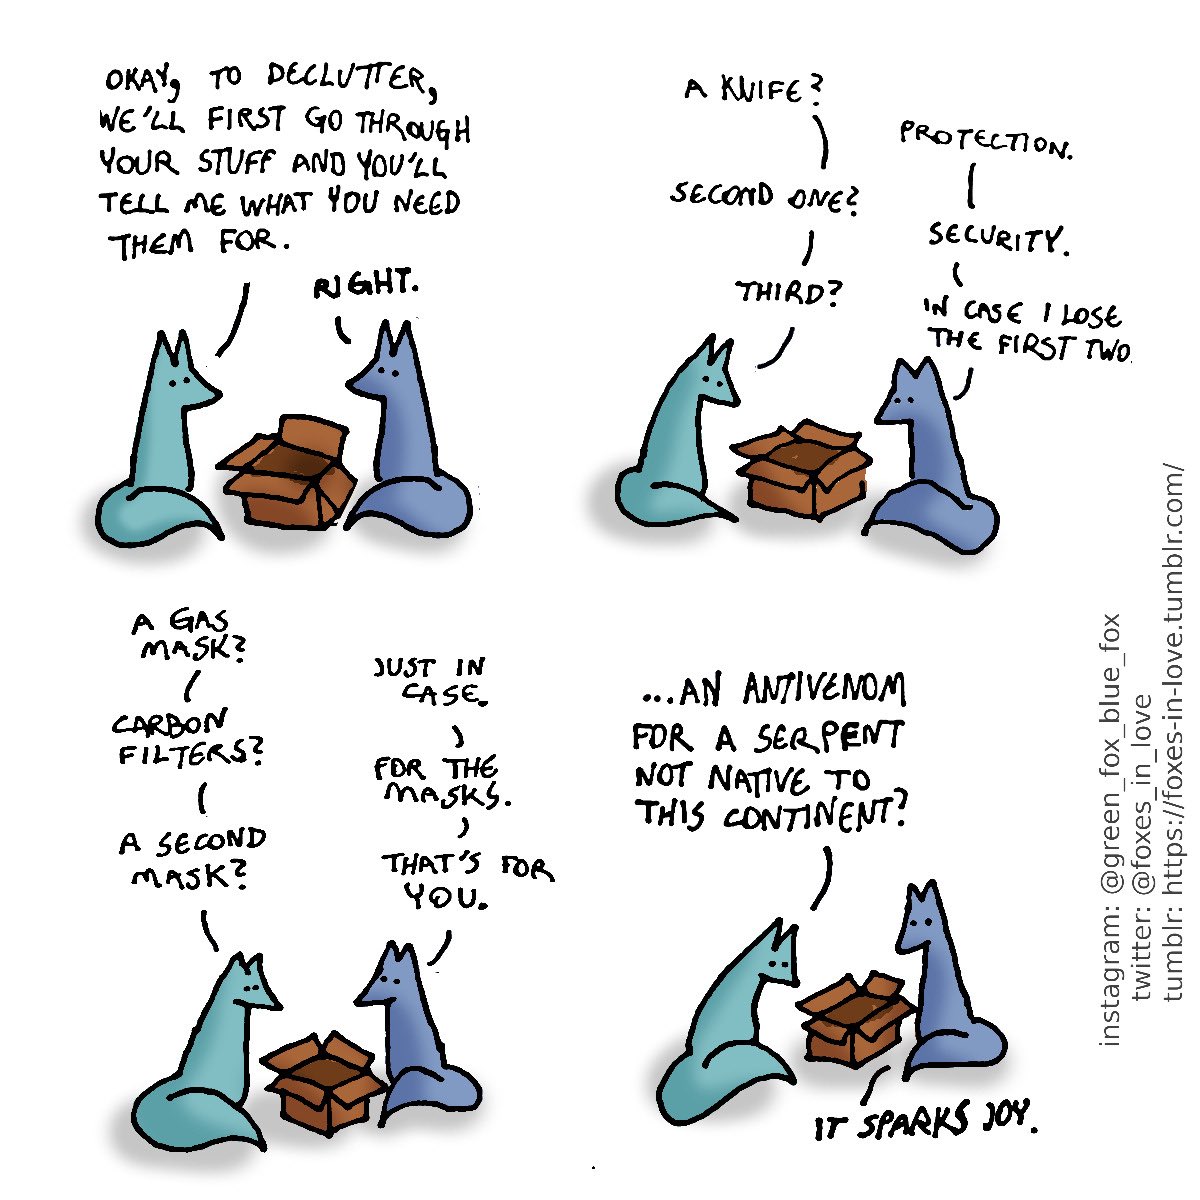 OKAY, TO DECLUTTER,
WE'LL FIRST GO THROUGH
YOUR STUFF AND YOU'LL
TELL ME WHAT YOU NEED
THEM FOR.
RIGHT.
A KNIFE?
PROTECTION.
SECOND ONE?
SECURITY.
THIRD?
IN CASE I LOSE
THE FIRST TWO.
A GAS
MASK?
JUST IN
CASE.
CARBON
FILTERS?
FOR THE
MASKS.
A SECOND
MASK?
THAT'S FOR
YOU.
...AN ANTIVENOM
FOR A SERPENT
NOT NATIVE TO
THIS CONTINENT?
IT SPARKS JOY.
instagram: @green_fox_blue_fox
twitter: @foxes_in_love
tumblr: https://foxes-in-love.tumblr.com/